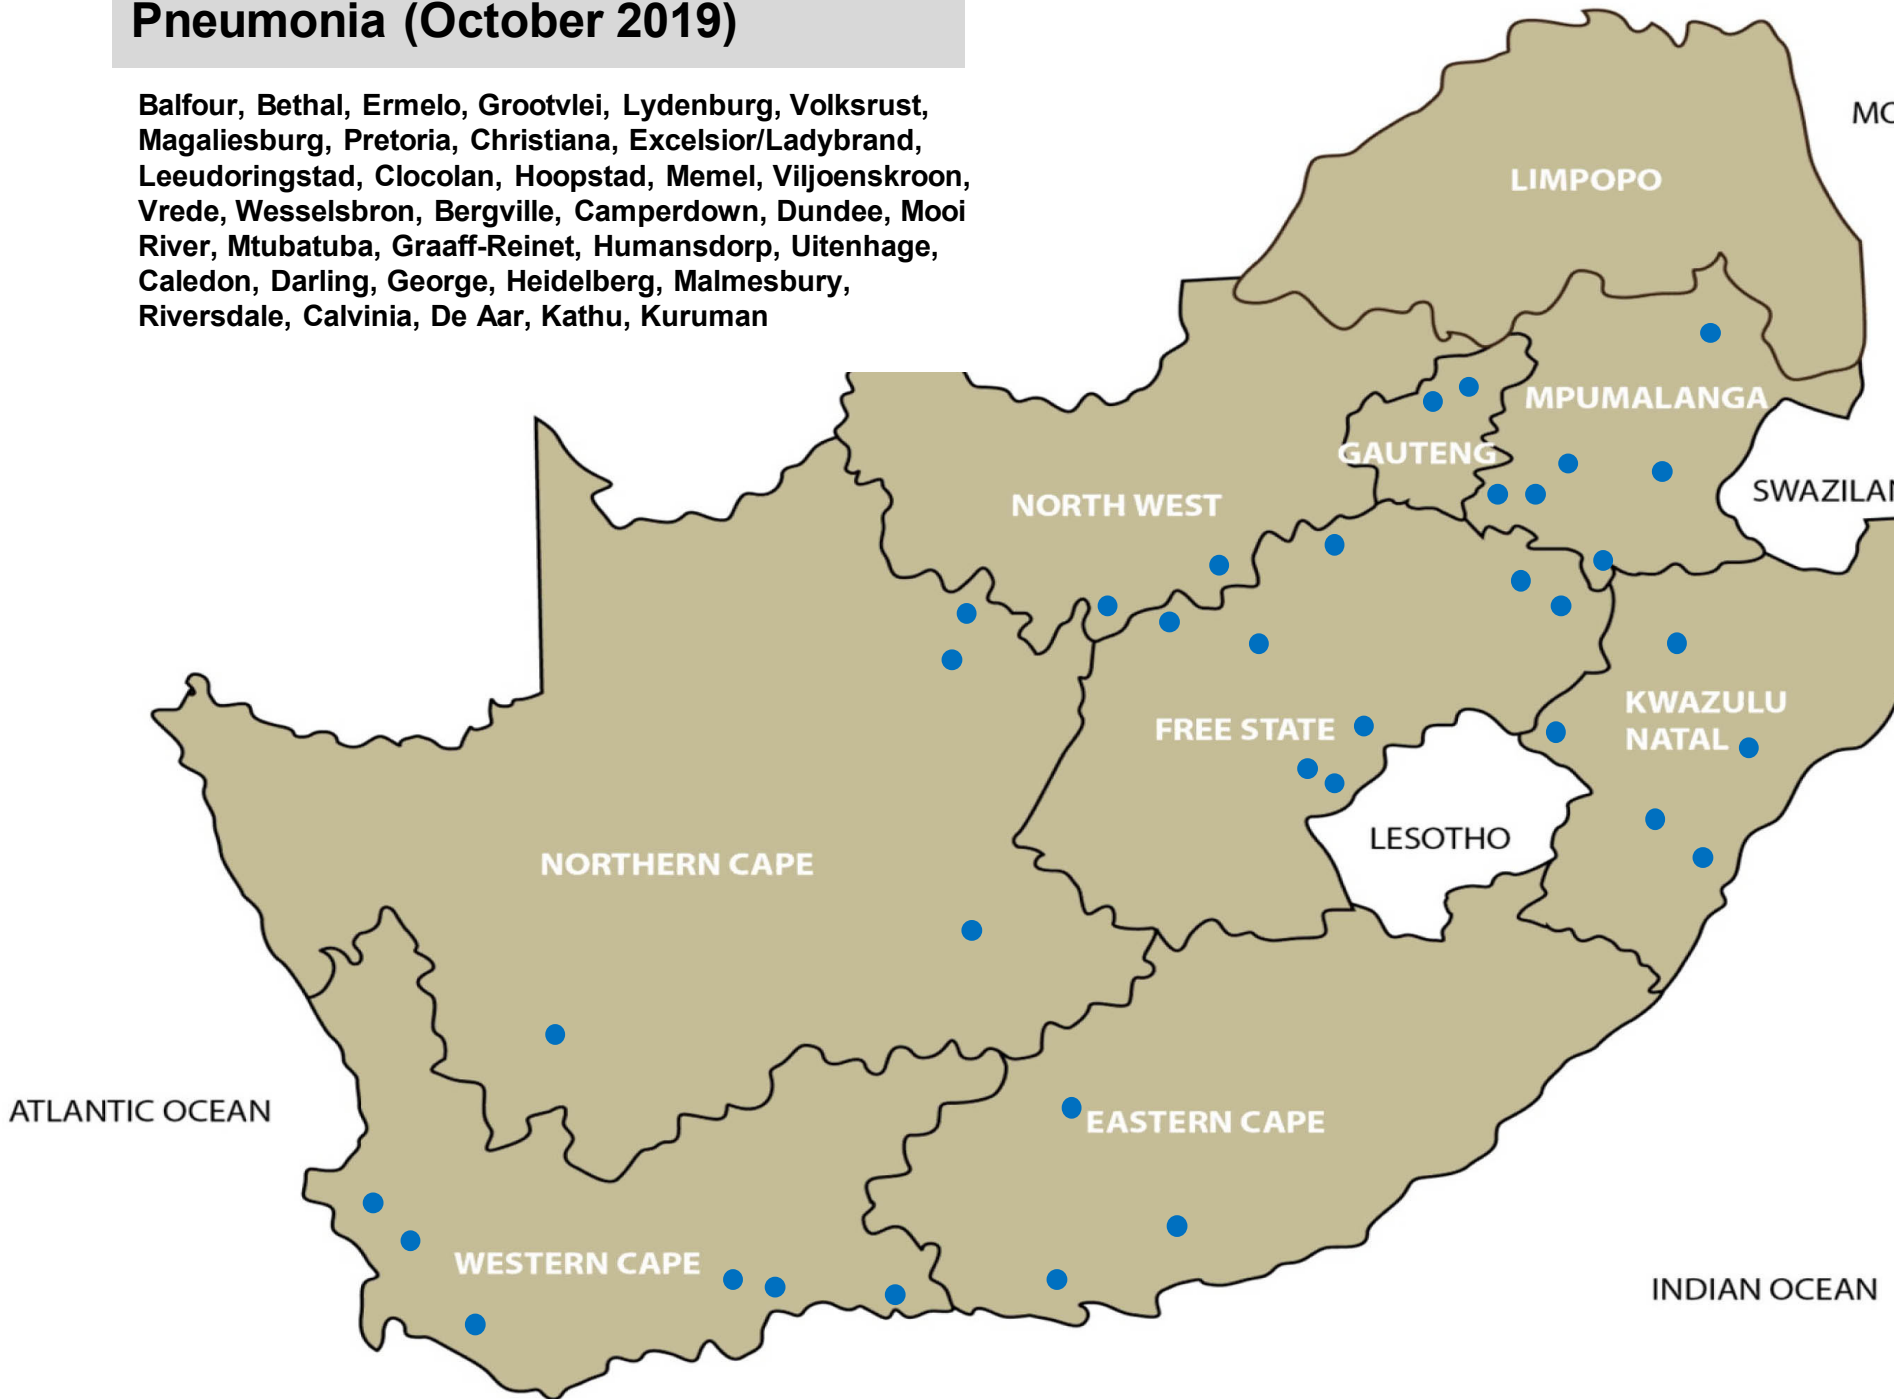 Pneumonia (October 2019)
Balfour, Bethal, Ermelo, Grootvlei, Lydenburg, Volksrust,
Magaliesburg, Pretoria, Christiana, Excelsior/Ladybrand,
Leeudoringstad, Clocolan, Hoopstad, Memel, Viljoenskroon,
Vrede, Wesselsbron, Bergville, Camperdown, Dundee, Mooi
River, Mtubatuba, Graaff-Reinet, Humansdorp, Uitenhage,
Caledon, Darling, George, Heidelberg, Malmesbury,
Riversdale, Calvinia, De Aar, Kathu, Kuruman
MO
LIMPOPO
MPUMALANGA
GAUTENG
NORTH WEST
SWAZILAN
KWAZULU
NATAL
FREE STATE
LESOTHO
NORTHERN CAPE
ATLANTIC OCEAN
EASTERN CAPE
WESTERN CAPE
INDIAN OCEAN